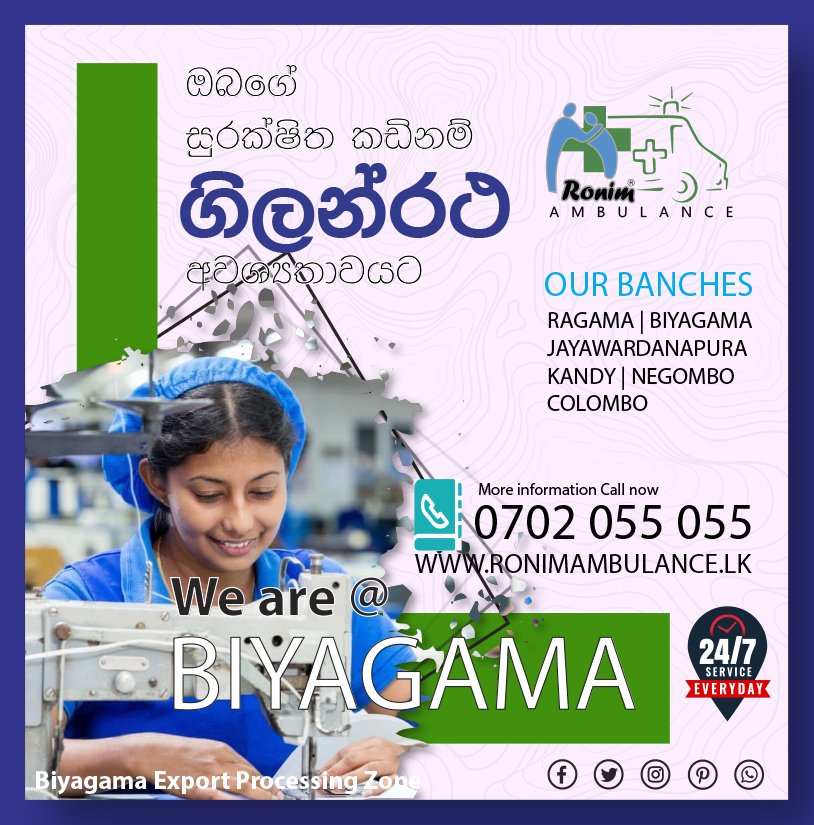 ඔබගේ
සුරක්ෂිත කඩිනම්
ගිලන්රථ
අවශ්‍යතාවයට
Ronim®
AMBULANCE
OUR BANCHES
RAGAMA | BIYAGAMA
JAYAWARDANAPURA
KANDY | NEGOMBO
COLOMBO
More information Call now
0702 055 055
WWW.RONIMAMBULANCE.LK
We are @
BIYAGAMA
24/7
SERVICE
EVERYDAY
Biyagama Export Processing Zone